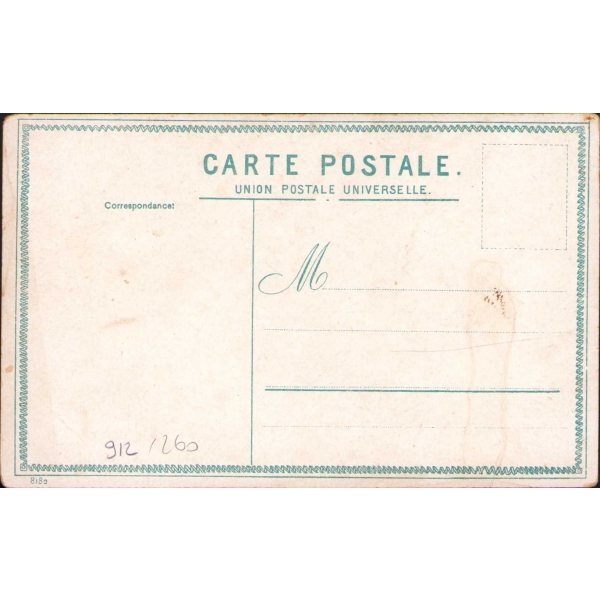 CARTE POSTALE.
UNION POSTALE UNIVERSELLE.
Correspondance:
M
912 / 260
8189